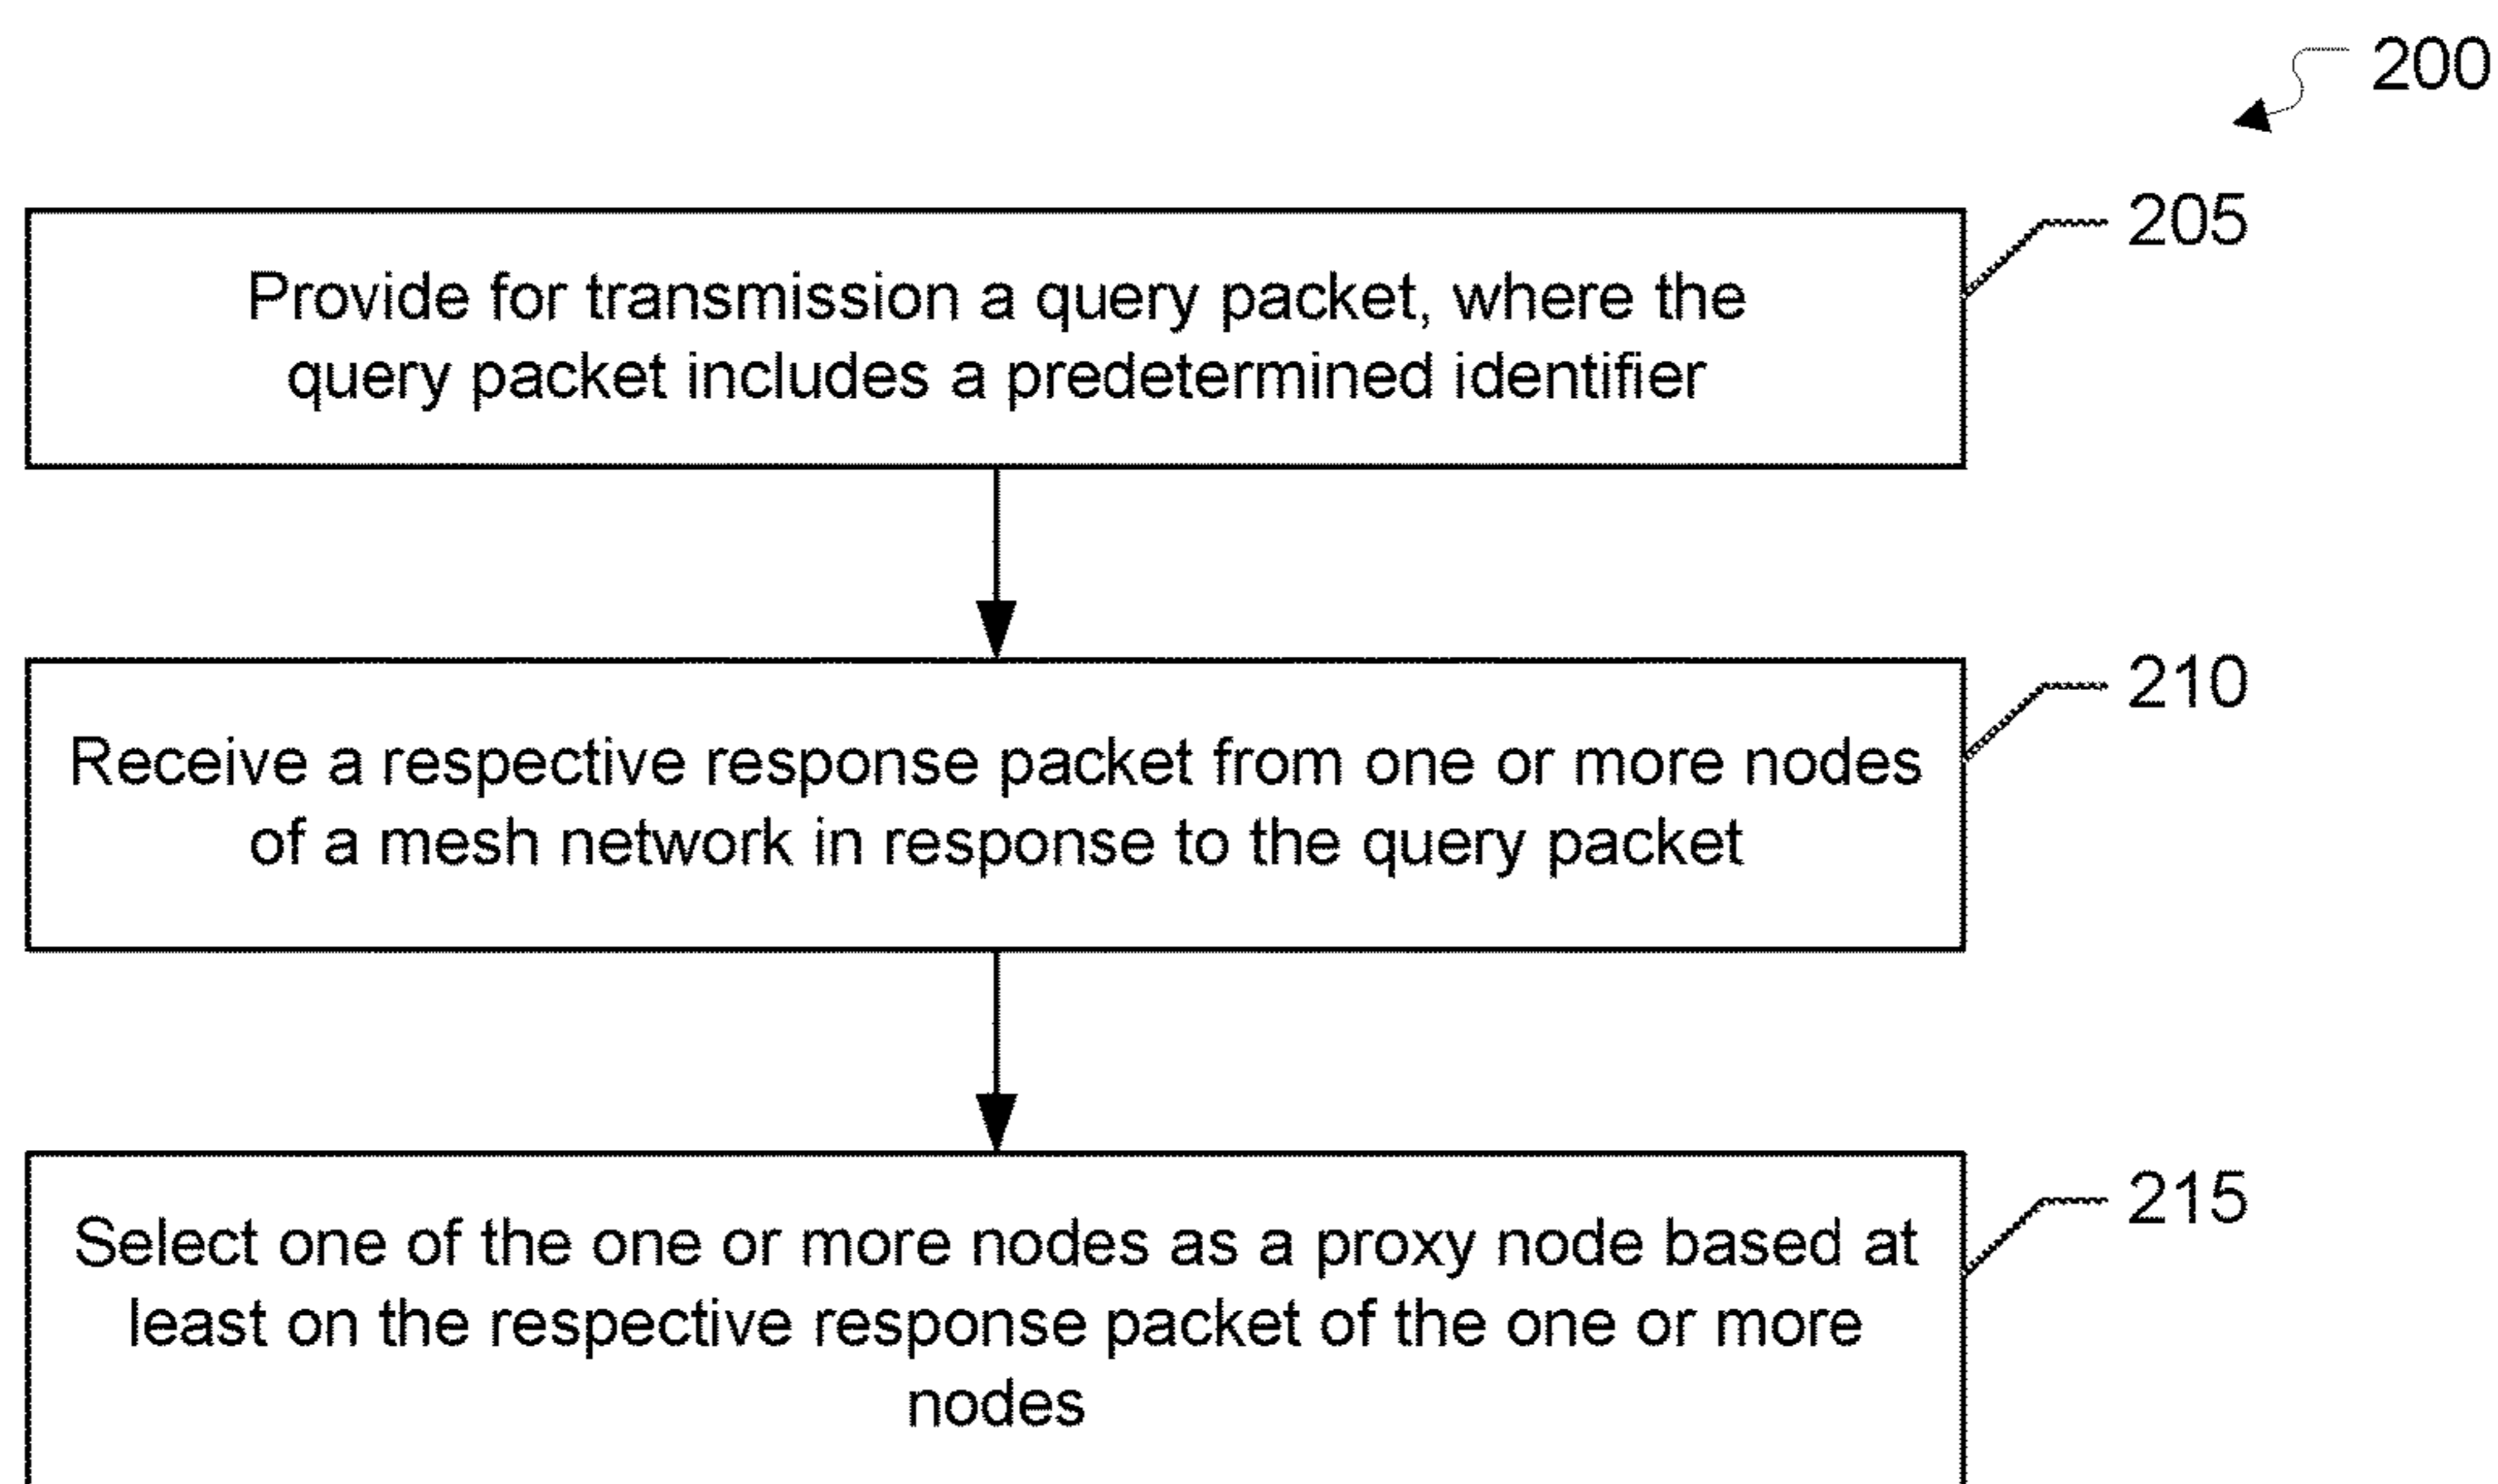 200
205
Provide for transmission a query packet, where the
query packet includes a predetermined identifier
210
Receive a respective response packet from one or more nodes
of a mesh network in response to the query packet
215
Select one of the one or more nodes as a proxy node based at
least on the respective response packet of the one or more
nodes